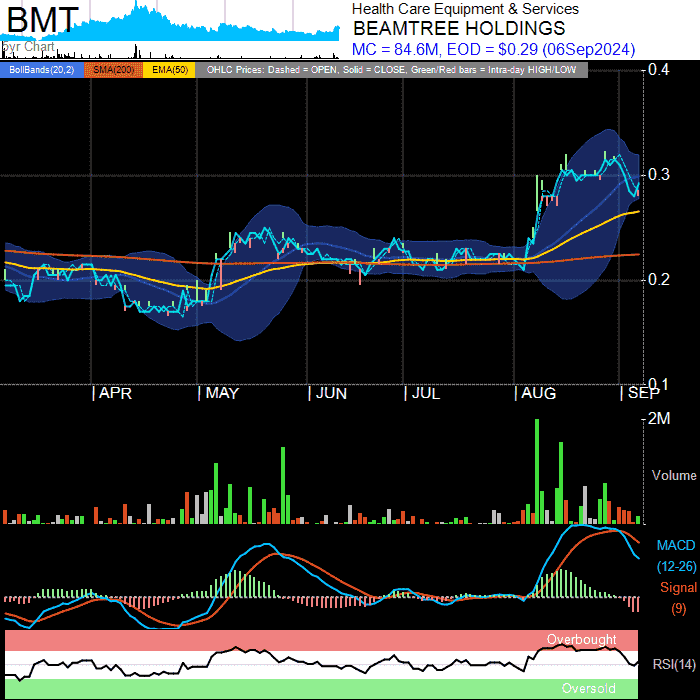 BMT
5yr Chart
Health Care Equipment & Services
BEAMTREE HOLDINGS
MC = 84.6M, EOD = $0.29 (06Sep2024)
BollBands(20,2) SMA(200) EMA(50) OHLC Prices: Dashed = OPEN, Solid = CLOSE, Green/Red bars = Intra-day HIGH/LOW
0.4
0.3
0.2
0.1
| APR | MAY | JUN | JUL | AUG | SEP
2M
Volume
MACD
(12-26)
Signal
(9)
Overbought
RSI(14)
Oversold